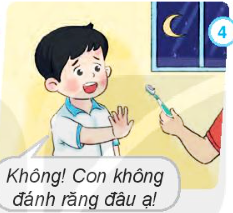 4
Không! Con không
đánh răng đâu ạ!